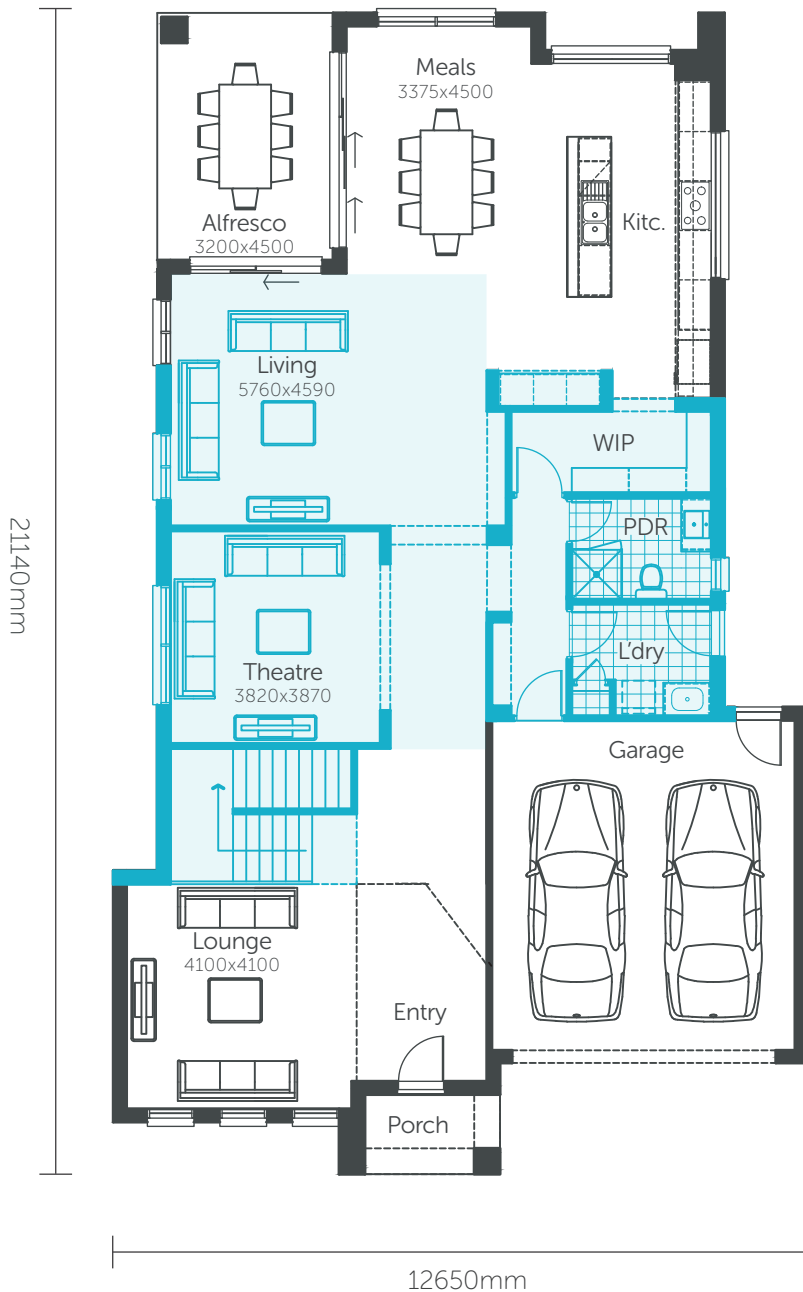 Meals
3375x4500
Alfresco
3200x4500
Kitc.
Living
5760x4590
WIP
PDR
21140mm
L'dry
Theatre
3820x3870
Garage
Lounge
4100x4100
Entry
Porch
12650mm